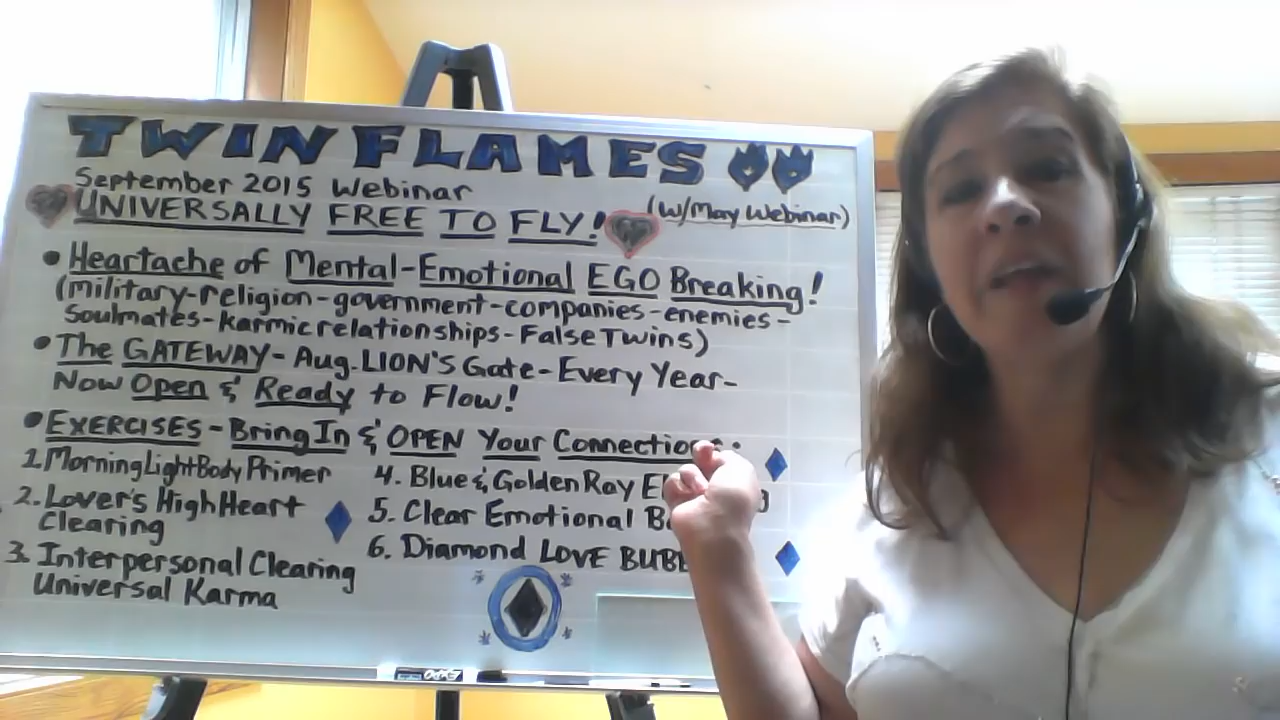 TWIN FLAMES
September 2015 Webinar
(w/May Webinar)
UNIVERSALLY FREE TO FLY!
• Heartache of Mental-Emotional EGO Breaking!
(military-religion-government-companies-enemies-
Soulmates-karmic relationships-False Twins)
• The GATEWAY- Aug. LION'S Gate- Every Year-
Now Open & Ready to Flow!
• EXERCISES - Bring In & OPEN Your
1. Morning Light Body Primer
2. Lover's High Heart
Clearing
3. Interpersonal Clearing
Universal Karma
4. Blue & Golden Ray
5. Clear Emotional
6. Diamond LOVE
EXPO